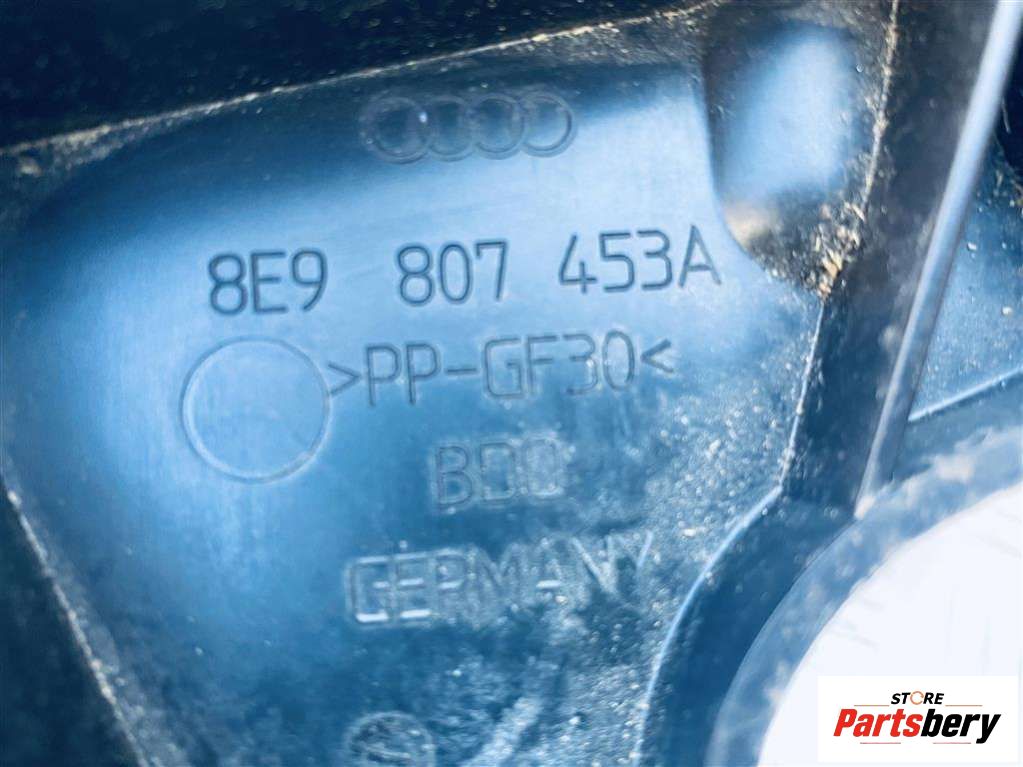 8E9 807 453A
>PP-GF30<
BDO
GERMANY
STORE
Partsbery